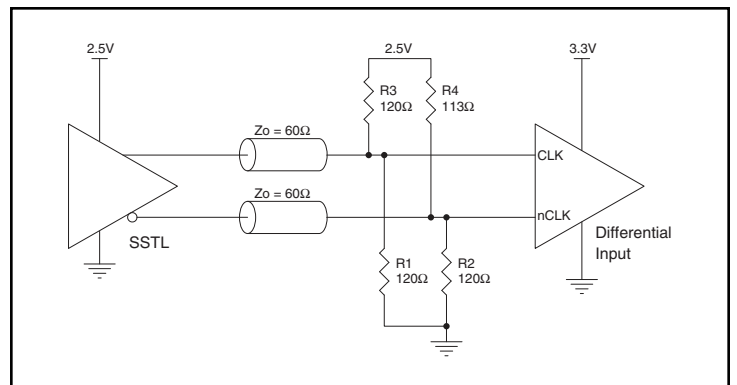 2.5V
2.5V
3.3V
R3
120Ω
R4
113Ω
Zo = 60Ω
CLK
Zo = 60Ω
nCLK
SSTL
Differential
Input
R1
120Ω
R2
120Ω